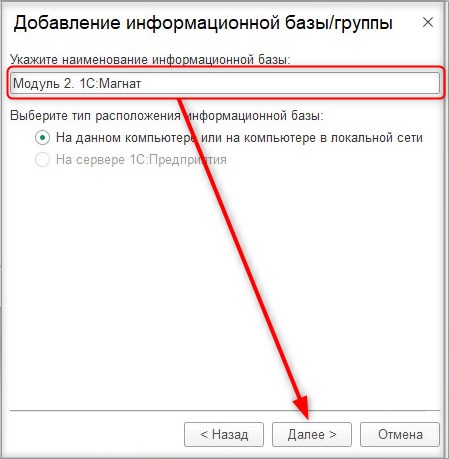 Добавление информационной базы/группы
Укажите наименование информационной базы:
Модуль 2. 1С:Магнат
Выберите тип расположения информационной базы:
На данном компьютере или на компьютере в локальной сети
На сервере 1С:Предприятия
< Назад Далее > Отмена